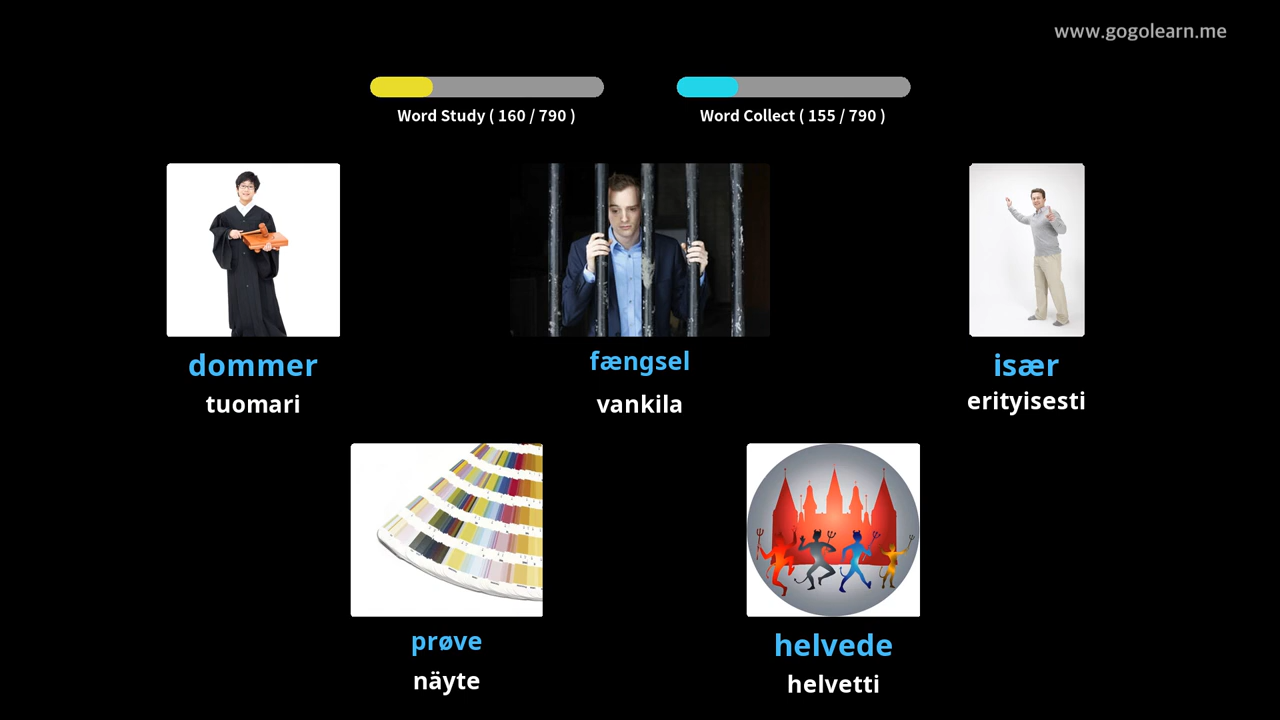 www.gogolearn.me
Word Study ( 160 / 790 )
Word Collect ( 155 / 790 )
dommer
tuomari
fængsel
vankila
især
erityisesti
prøve
näyte
helvede
helvetti